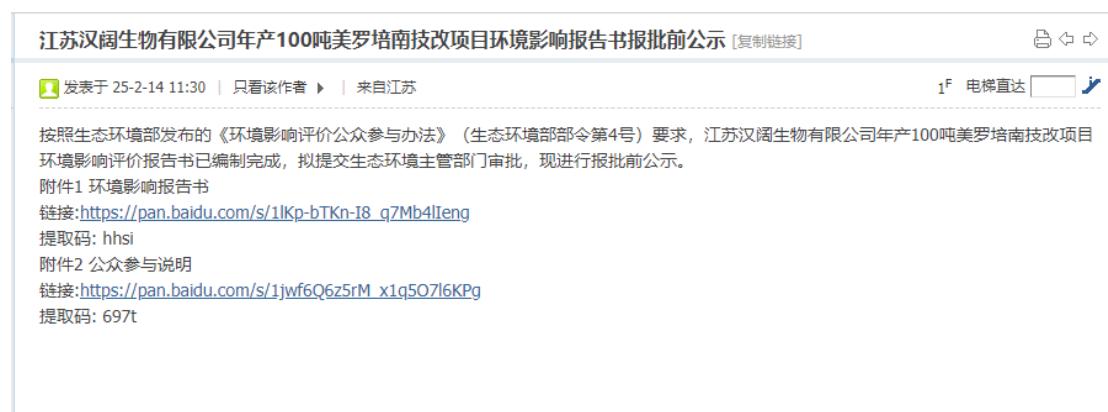 江苏汉阔生物有限公司年产100吨美罗培南技改项目环境影响报告书报批前公示 [复制链接]
发表于 25-2-14 11:30 | 只看该作者 | 来自江苏 1F 电梯直达
按照生态环境部发布的《环境影响评价公众参与办法》（生态环境部部令第4号）要求，江苏汉阔生物有限公司年产100吨美罗培南技改项目
环境影响评价报告书已编制完成，拟提交生态环境主管部门审批，现进行报批前公示。
附件1 环境影响报告书
链接:https://pan.baidu.com/s/1lKp-bTKn-I8_q7Mb4lIeng
提取码: hhsi
附件2 公众参与说明
链接:https://pan.baidu.com/s/1jwf6Q6z5rM_x1q5O7l6KPg
提取码: 697t